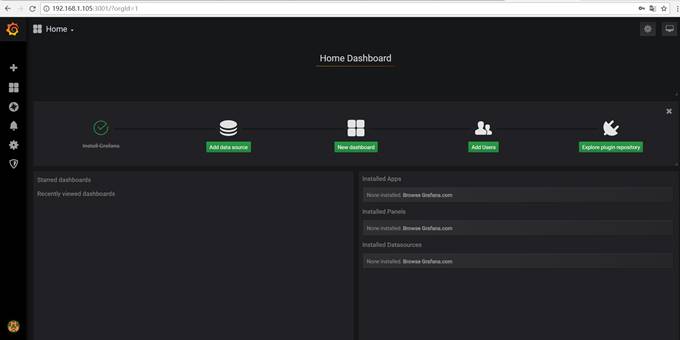 192.168.1.105:3001/?orgId=1
Home
Home Dashboard
Install Grafana
Add data source
New dashboard
Add Users
Explore plugin repository
Starred dashboards
Recently viewed dashboards
Installed Apps
None installed. Browse Grafana.com
Installed Panels
None installed. Browse Grafana.com
Installed Datasources
None installed. Browse Grafana.com